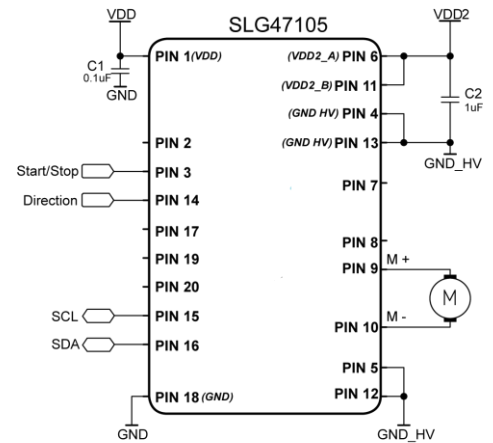 VDD
SLG47105
VDD2
PIN 1(VDD)
(VDD2_A) PIN 6
C1
0.1uF
GND
(VDD2_B) PIN 11
C2
1uF
(GND HV) PIN 4
PIN 2
(GND HV) PIN 13
GND_HV
Start/Stop
PIN 3
PIN 7
Direction
PIN 14
PIN 17
PIN 8
PIN 19
PIN 9
M +
PIN 20
M
SCL
PIN 15
PIN 10
M -
SDA
PIN 16
PIN 5
PIN 18 (GND)
PIN 12
GND
GND_HV